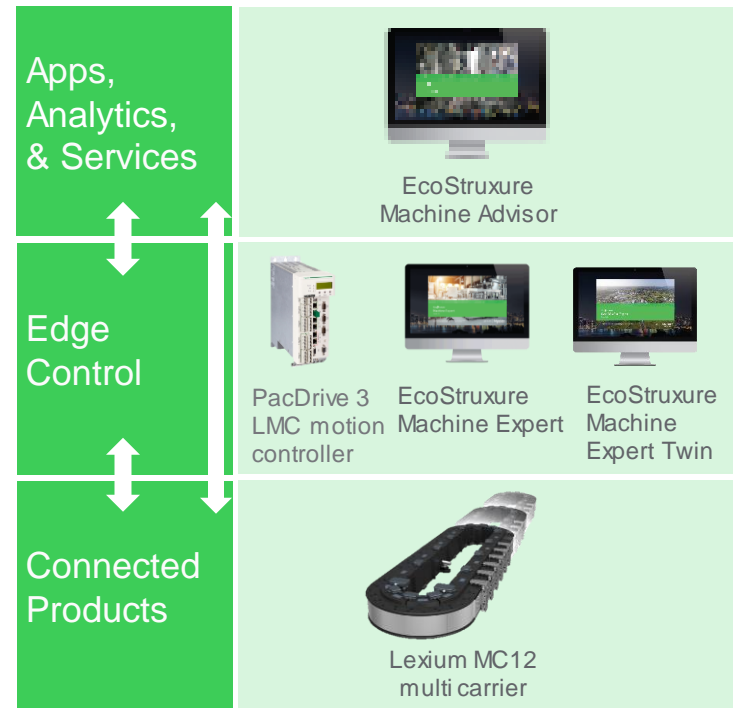 Apps,
Analytics,
& Services
EcoStruxure
Machine Advisor
Edge
Control
PacDrive 3
LMC motion
controller
EcoStruxure
Machine Expert
EcoStruxure
Machine
Expert Twin
Connected
Products
Lexium MC12
multi carrier